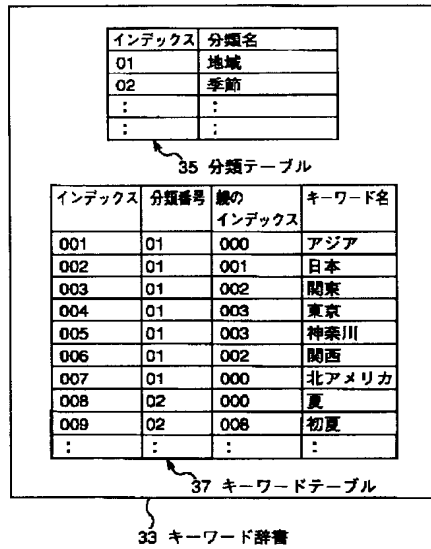 インデックス 分類名
01 地域
02 季節
: :
: :
35 分類テーブル
インデックス 分類番号 親の
インデックス キーワード名
001 01 000 アジア
002 01 001 日本
003 01 002 関東
004 01 003 東京
005 01 003 神奈川
006 01 002 関西
007 01 000 北アメリカ
008 02 000 夏
009 02 008 初夏
: : : :
37 キーワードテーブル
33 キーワード辞書